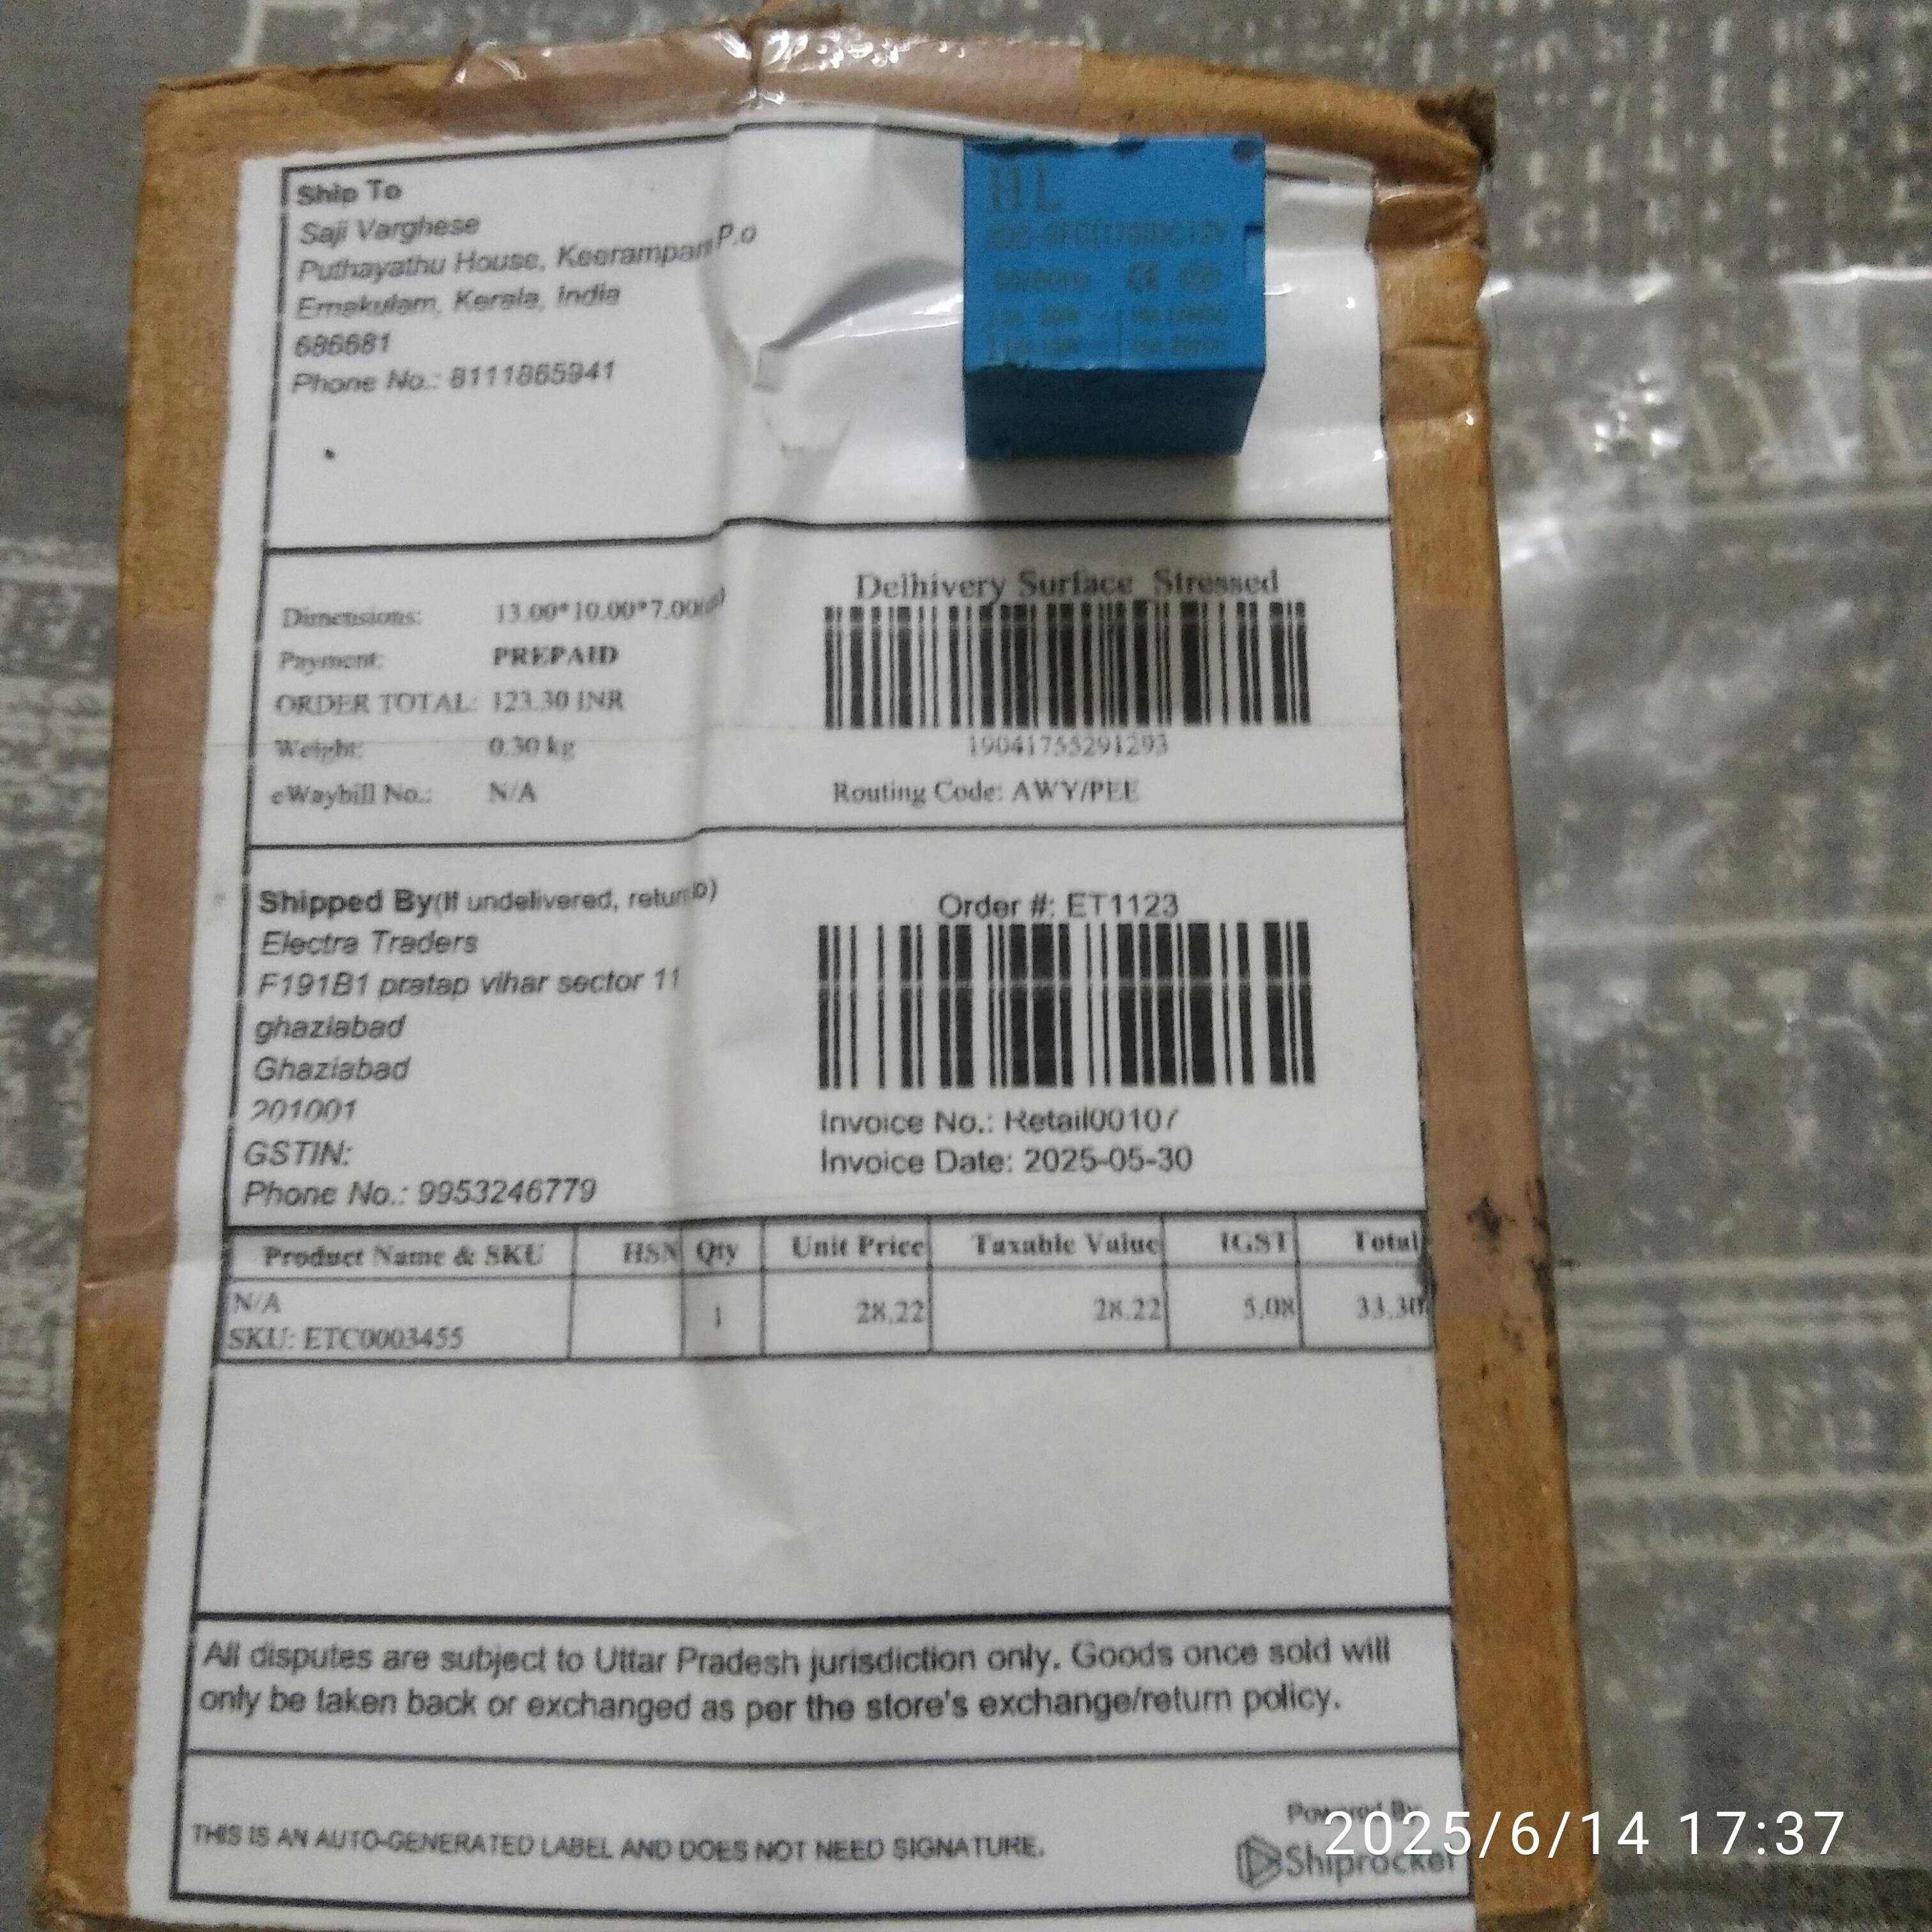 Ship To
Saji Varghese
Puthayathu House, Keerampara P.o
Ernakulam, Kerala, India
686681
Phone No.: 8111865941
HL
CE
Dimensions: 13.00*10.00*7.00
Payment: PREPAID
ORDER TOTAL: 123.30 INR
Weight: 0.30 kg
eWaybill No.: N/A
Delhivery Surface Stressed
19041755291293
Routing Code: AWY/PEE
Shipped By(If undelivered, return to)
Electra Traders
F191B1 pratap vihar sector 11
ghaziabad
Ghaziabad
201001
GSTIN:
Phone No.: 9953246779
Order #: ET1123
Invoice No.: Retail00107
Invoice Date: 2025-05-30
Product Name & SKU HSN Qty Unit Price Taxable Value IGST Total
N/A
SKU: ETC0003455 1 28.22 28.22 5.08 33.30
All disputes are subject to Uttar Pradesh jurisdiction only. Goods once sold will
only be taken back or exchanged as per the store's exchange/return policy.
THIS IS AN AUTO-GENERATED LABEL AND DOES NOT NEED SIGNATURE.
Powered By
Shiprocket
2025/6/14 17:37